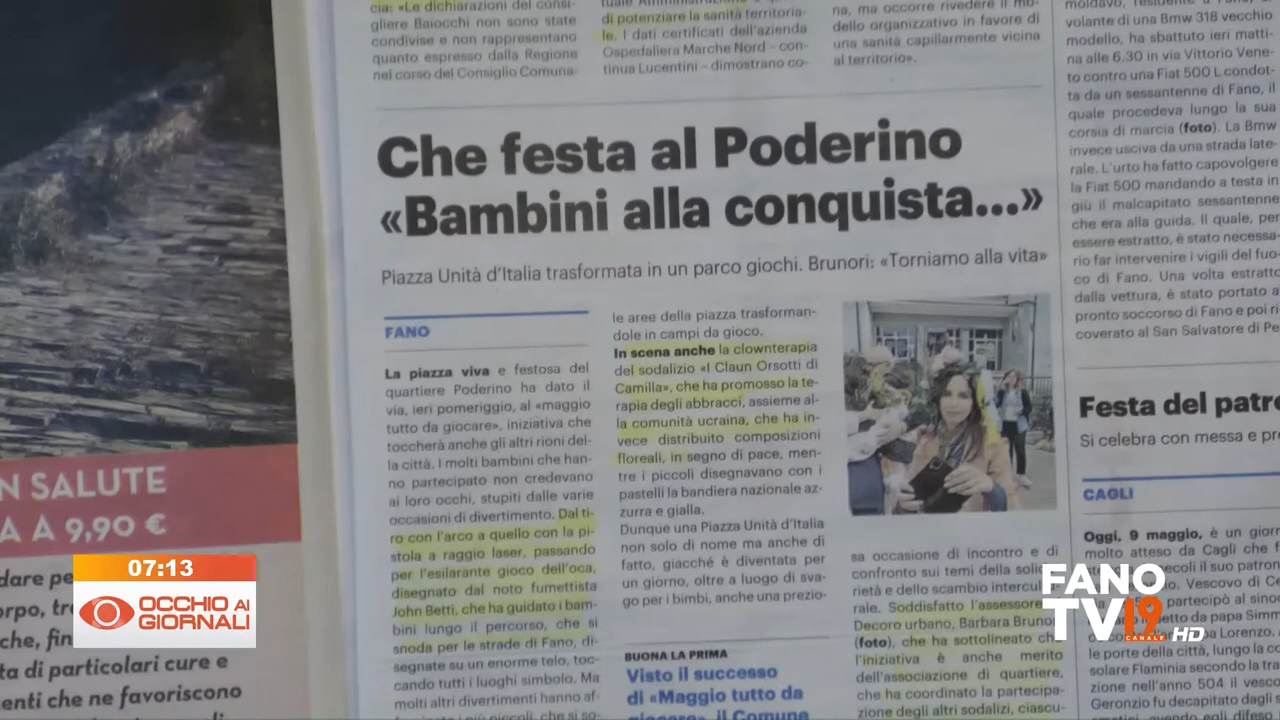 cia: «Le dichiarazioni del consi-
gliere Baiocchi non sono state
condivise e non rappresentano
quanto espresso dalla Regione
nel corso del Consiglio Comuna-
di potenziare la sanità territoria-
le. I dati certificati dell'azienda
Ospedaliera Marche Nord - con-
tinua Lucentini - dimostrano co-
na, ma occorre rivedere il mo-
dello organizzativo in favore di
una sanità capillarmente vicina
al territorio».
volante di una Bmw 318 vecchio
modello, ha sbattuto ieri matti-
na alle 6.30 in via Vittorio Vene-
to contro una Fiat 500 L condot-
ta da un sessantenne di Fano, il
quale procedeva lungo la sua
corsia di marcia (foto). La Bmw
invece usciva da una strada late-
rale. L'urto ha fatto capovolgere
la Fiat 500 mandando a testa in
giù il malcapitato sessantenne
che era alla guida. Il quale, per
essere estratto, è stato necessa-
rio far intervenire i vigili del fuo-
co di Fano. Una volta estratto
dalla vettura, è stato portato a
pronto soccorso di Fano e poi ri
coverato al San Salvatore di Pe
Che festa al Poderino
«Bambini alla conquista...»
Piazza Unità d'Italia trasformata in un parco giochi. Brunori: «Torniamo alla vita»
FANO
La piazza viva e festosa del
quartiere Poderino ha dato il
via, ieri pomeriggio, al «maggio
tutto da giocare», iniziativa che
toccherà anche gli altri rioni del-
la città. I molti bambini che han-
no partecipato non credevano
ai loro occhi, stupiti dalle varie
occasioni di divertimento. Dal ti-
ro con l'arco a quello con la pi-
stola a raggio laser, passando
per l'esilarante gioco dell'oca,
disegnato dal noto fumettista
John Betti, che ha guidato i bam-
bini lungo il percorso, che si
snoda per le strade di Fano, di-
segnate su un enorme telo, toc-
cando tutti i luoghi simbolo. Ma
molti altri divertimenti hanno af-
le aree della piazza trasforman-
dole in campi da gioco.
In scena anche la clownterapia
del sodalizio «I Claun Orsotti di
Camilla», che ha promosso la te-
rapia degli abbracci, assieme al-
la comunità ucraina, che ha in-
vece distribuito composizioni
floreali, in segno di pace, men-
tre i piccoli disegnavano con i
pastelli la bandiera nazionale az-
zurra e gialla.
Dunque una Piazza Unità d'Italia
non solo di nome ma anche di
fatto, giacché è diventata per
un giorno, oltre a luogo di sva-
go per i bimbi, anche una prezio-
BUONA LA PRIMA
Visto il successo
di «Maggio tutto da
giocare», il Comune
sa occasione di incontro e di
confronto sui temi della solida
rietà e dello scambio intercultu
rale. Soddisfatto l'assessore
Decoro urbano, Barbara Brunor
(foto), che ha sottolineato ch
l'iniziativa è anche merito
dell'associazione di quartiere,
che ha coordinato la partecipa-
zione degli altri sodalizi, ciascu-
Festa del patro
Si celebra con messa e pr
CAGLI
Oggi, 9 maggio, è un gior
molto atteso da Cagli che f
ecoli il suo patron
Vescovo di C
partecipò al sino
etto da papa Simm
pa Lorenzo.
le porte della città, lungo la co
solare Flaminia secondo la tra
zione nell'anno 504 il vesco
Geronzio fu decapitato dagli
N SALUTE
A A 9,90 €
dare pe
orpo, tr
che, fin
ta di particolari cure e
enti che ne favoriscono
07:13
OCCHIO AI
GIORNALI
FANO
TV 19
CANALE HD